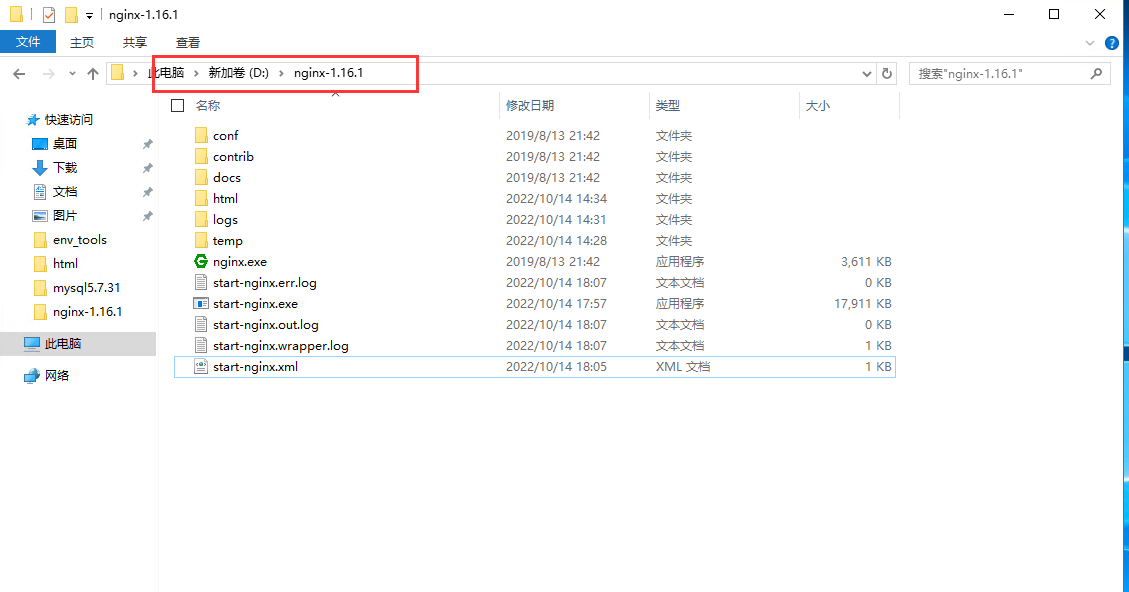 nginx-1.16.1
文件 主页 共享 查看
此电脑 新加卷 (D:) nginx-1.16.1 搜索"nginx-1.16.1"
名称 修改日期 类型 大小
快速访问
桌面
下载
文档
图片
env_tools
html
mysql5.7.31
nginx-1.16.1
此电脑
网络
conf 2019/8/13 21:42 文件夹
contrib 2019/8/13 21:42 文件夹
docs 2019/8/13 21:42 文件夹
html 2022/10/14 14:34 文件夹
logs 2022/10/14 14:31 文件夹
temp 2022/10/14 14:28 文件夹
nginx.exe 2019/8/13 21:42 应用程序 3,611 KB
start-nginx.err.log 2022/10/14 18:07 文本文档 0 KB
start-nginx.exe 2022/10/14 17:57 应用程序 17,911 KB
start-nginx.out.log 2022/10/14 18:07 文本文档 0 KB
start-nginx.wrapper.log 2022/10/14 18:07 文本文档 1 KB
start-nginx.xml 2022/10/14 18:05 XML 文档 1 KB